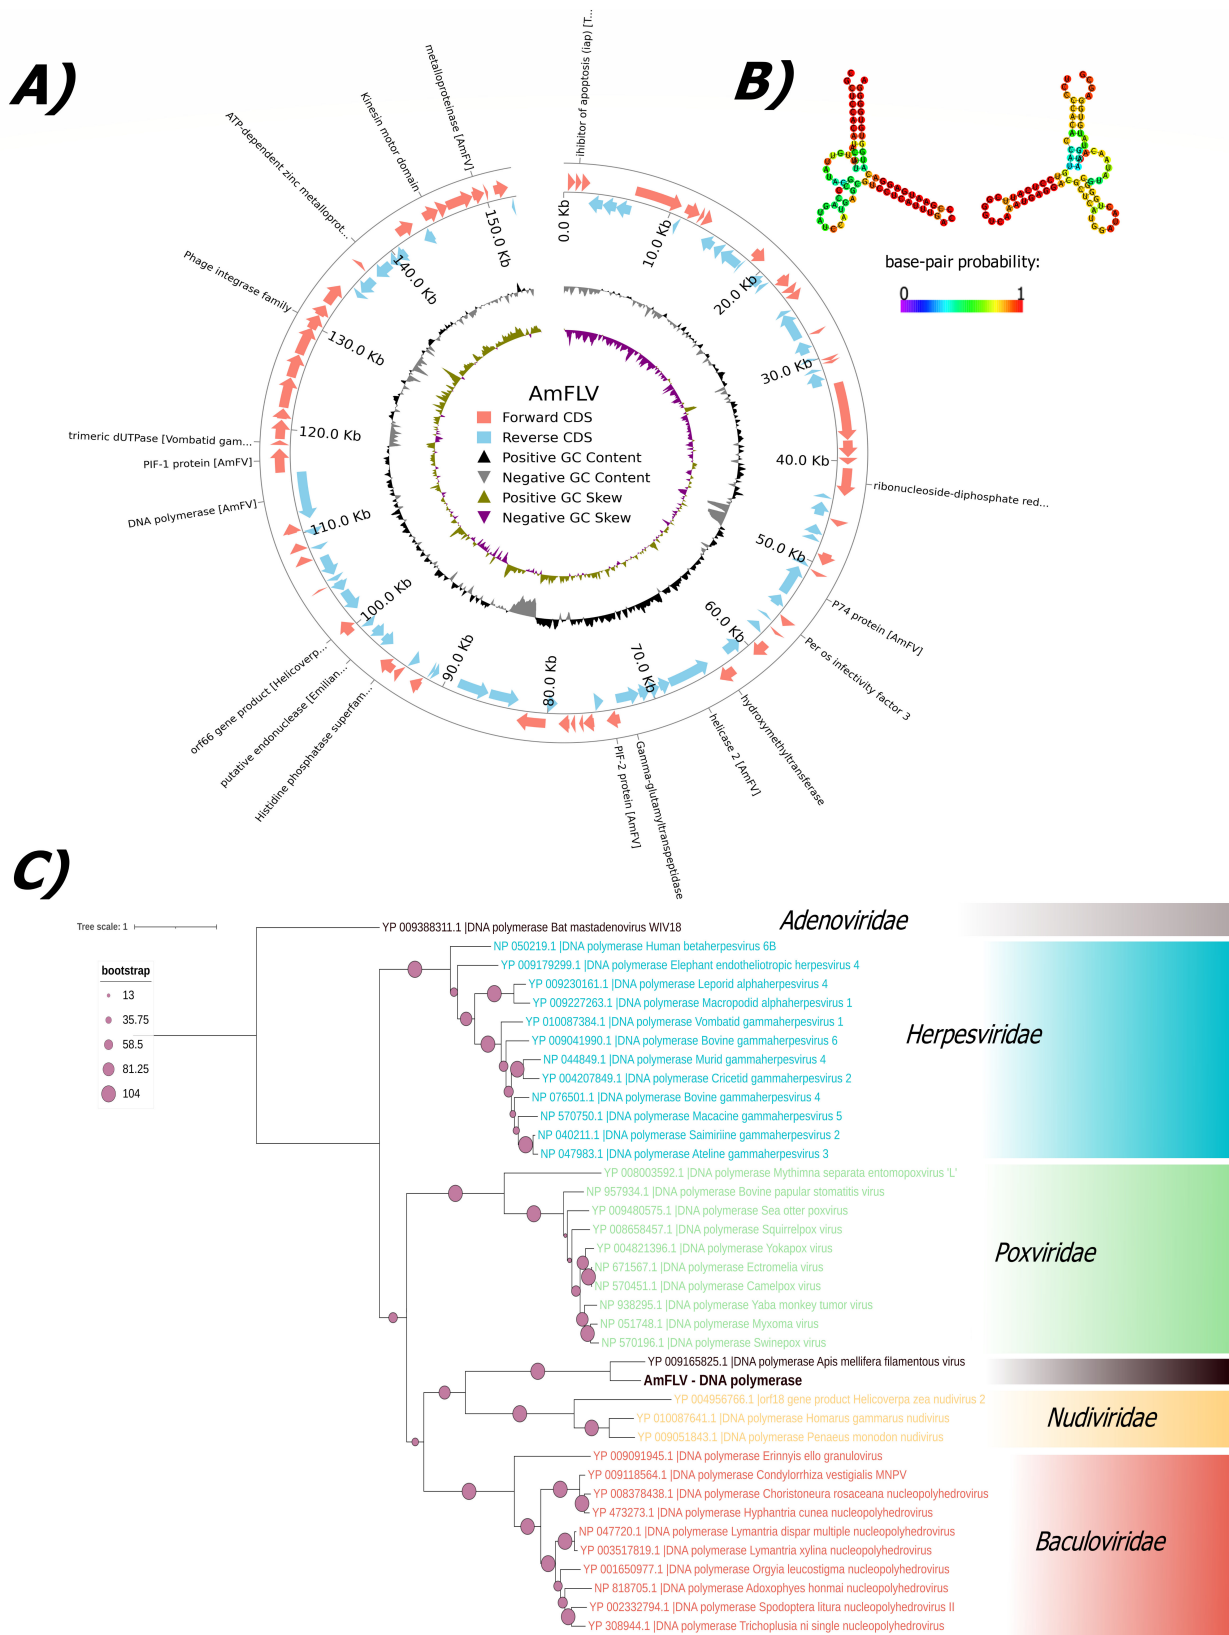 A)
B)
ihibitor of apoptosis (iap) [T...
metalloproteinase [AmFV]
Kinesin motor domain
ATP-dependent zinc metalloprot...
Phage integrase family
trimeric dUTPase [Vombatid gam...
PIF-1 protein [AmFV]
DNA polymerase [AmFV]
orf66 gene product [Helicoverp...
putative endonuclease [Emilian...
Histidine phosphatase superfam...
PIF-2 protein [AmFV]
Gamma-glutamyltranspeptidase
helicase 2 [AmFV]
hydroxymethyltransferase
Per os infectivity factor 3
P74 protein [AmFV]
ribonucleoside-diphosphate red...
0.0 Kb
10.0 Kb
20.0 Kb
30.0 Kb
40.0 Kb
50.0 Kb
60.0 Kb
70.0 Kb
80.0 Kb
90.0 Kb
100.0 Kb
110.0 Kb
120.0 Kb
130.0 Kb
140.0 Kb
150.0 Kb
AmFLV
Forward CDS
Reverse CDS
Positive GC Content
Negative GC Content
Positive GC Skew
Negative GC Skew
base-pair probability:
0 1
C)
Tree scale: 1
bootstrap
13
35.75
58.5
81.25
104
YP 009388311.1 |DNA polymerase Bat mastadenovirus WIV18
NP 050219.1 |DNA polymerase Human betaherpesvirus 6B
YP 009179299.1 |DNA polymerase Elephant endotheliotropic herpesvirus 4
YP 009230161.1 |DNA polymerase Leporid alphaherpesvirus 4
YP 009227263.1 |DNA polymerase Macropodid alphaherpesvirus 1
YP 010087384.1 |DNA polymerase Vombatid gammaherpesvirus 1
YP 009041990.1 |DNA polymerase Bovine gammaherpesvirus 6
NP 044849.1 |DNA polymerase Murid gammaherpesvirus 4
YP 004207849.1 |DNA polymerase Cricetid gammaherpesvirus 2
NP 076501.1 |DNA polymerase Bovine gammaherpesvirus 4
NP 570750.1 |DNA polymerase Macacine gammaherpesvirus 5
NP 040211.1 |DNA polymerase Saimiriine gammaherpesvirus 2
NP 047983.1 |DNA polymerase Ateline gammaherpesvirus 3
YP 008003592.1 |DNA polymerase Mythimna separata entomopoxvirus 'L'
NP 957934.1 |DNA polymerase Bovine papular stomatitis virus
YP 009480575.1 |DNA polymerase Sea otter poxvirus
YP 008658457.1 |DNA polymerase Squirrelpox virus
YP 004821396.1 |DNA polymerase Yokapox virus
NP 671567.1 |DNA polymerase Ectromelia virus
NP 570451.1 |DNA polymerase Camelpox virus
NP 938295.1 |DNA polymerase Yaba monkey tumor virus
NP 051748.1 |DNA polymerase Myxoma virus
NP 570196.1 |DNA polymerase Swinepox virus
YP 009165825.1 |DNA polymerase Apis mellifera filamentous virus
AmFLV - DNA polymerase
YP 004956766.1 |orf18 gene product Helicoverpa zea nudivirus 2
YP 010087641.1 |DNA polymerase Homarus gammarus nudivirus
YP 009051843.1 |DNA polymerase Penaeus monodon nudivirus
YP 009091945.1 |DNA polymerase Erinnyis ello granulovirus
YP 009118564.1 |DNA polymerase Condylorrhiza vestigialis MNPV
YP 008378438.1 |DNA polymerase Choristoneura rosaceana nucleopolyhedrovirus
YP 473273.1 |DNA polymerase Hyphantria cunea nucleopolyhedrovirus
NP 047720.1 |DNA polymerase Lymantria dispar multiple nucleopolyhedrovirus
YP 003517819.1 |DNA polymerase Lymantria xylina nucleopolyhedrovirus
YP 001650977.1 |DNA polymerase Orgyia leucostigma nucleopolyhedrovirus
NP 818705.1 |DNA polymerase Adoxophyes honmai nucleopolyhedrovirus
YP 002332794.1 |DNA polymerase Spodoptera litura nucleopolyhedrovirus II
YP 308944.1 |DNA polymerase Trichoplusia ni single nucleopolyhedrovirus
Adenoviridae
Herpesviridae
Poxviridae
Nudiviridae
Baculoviridae